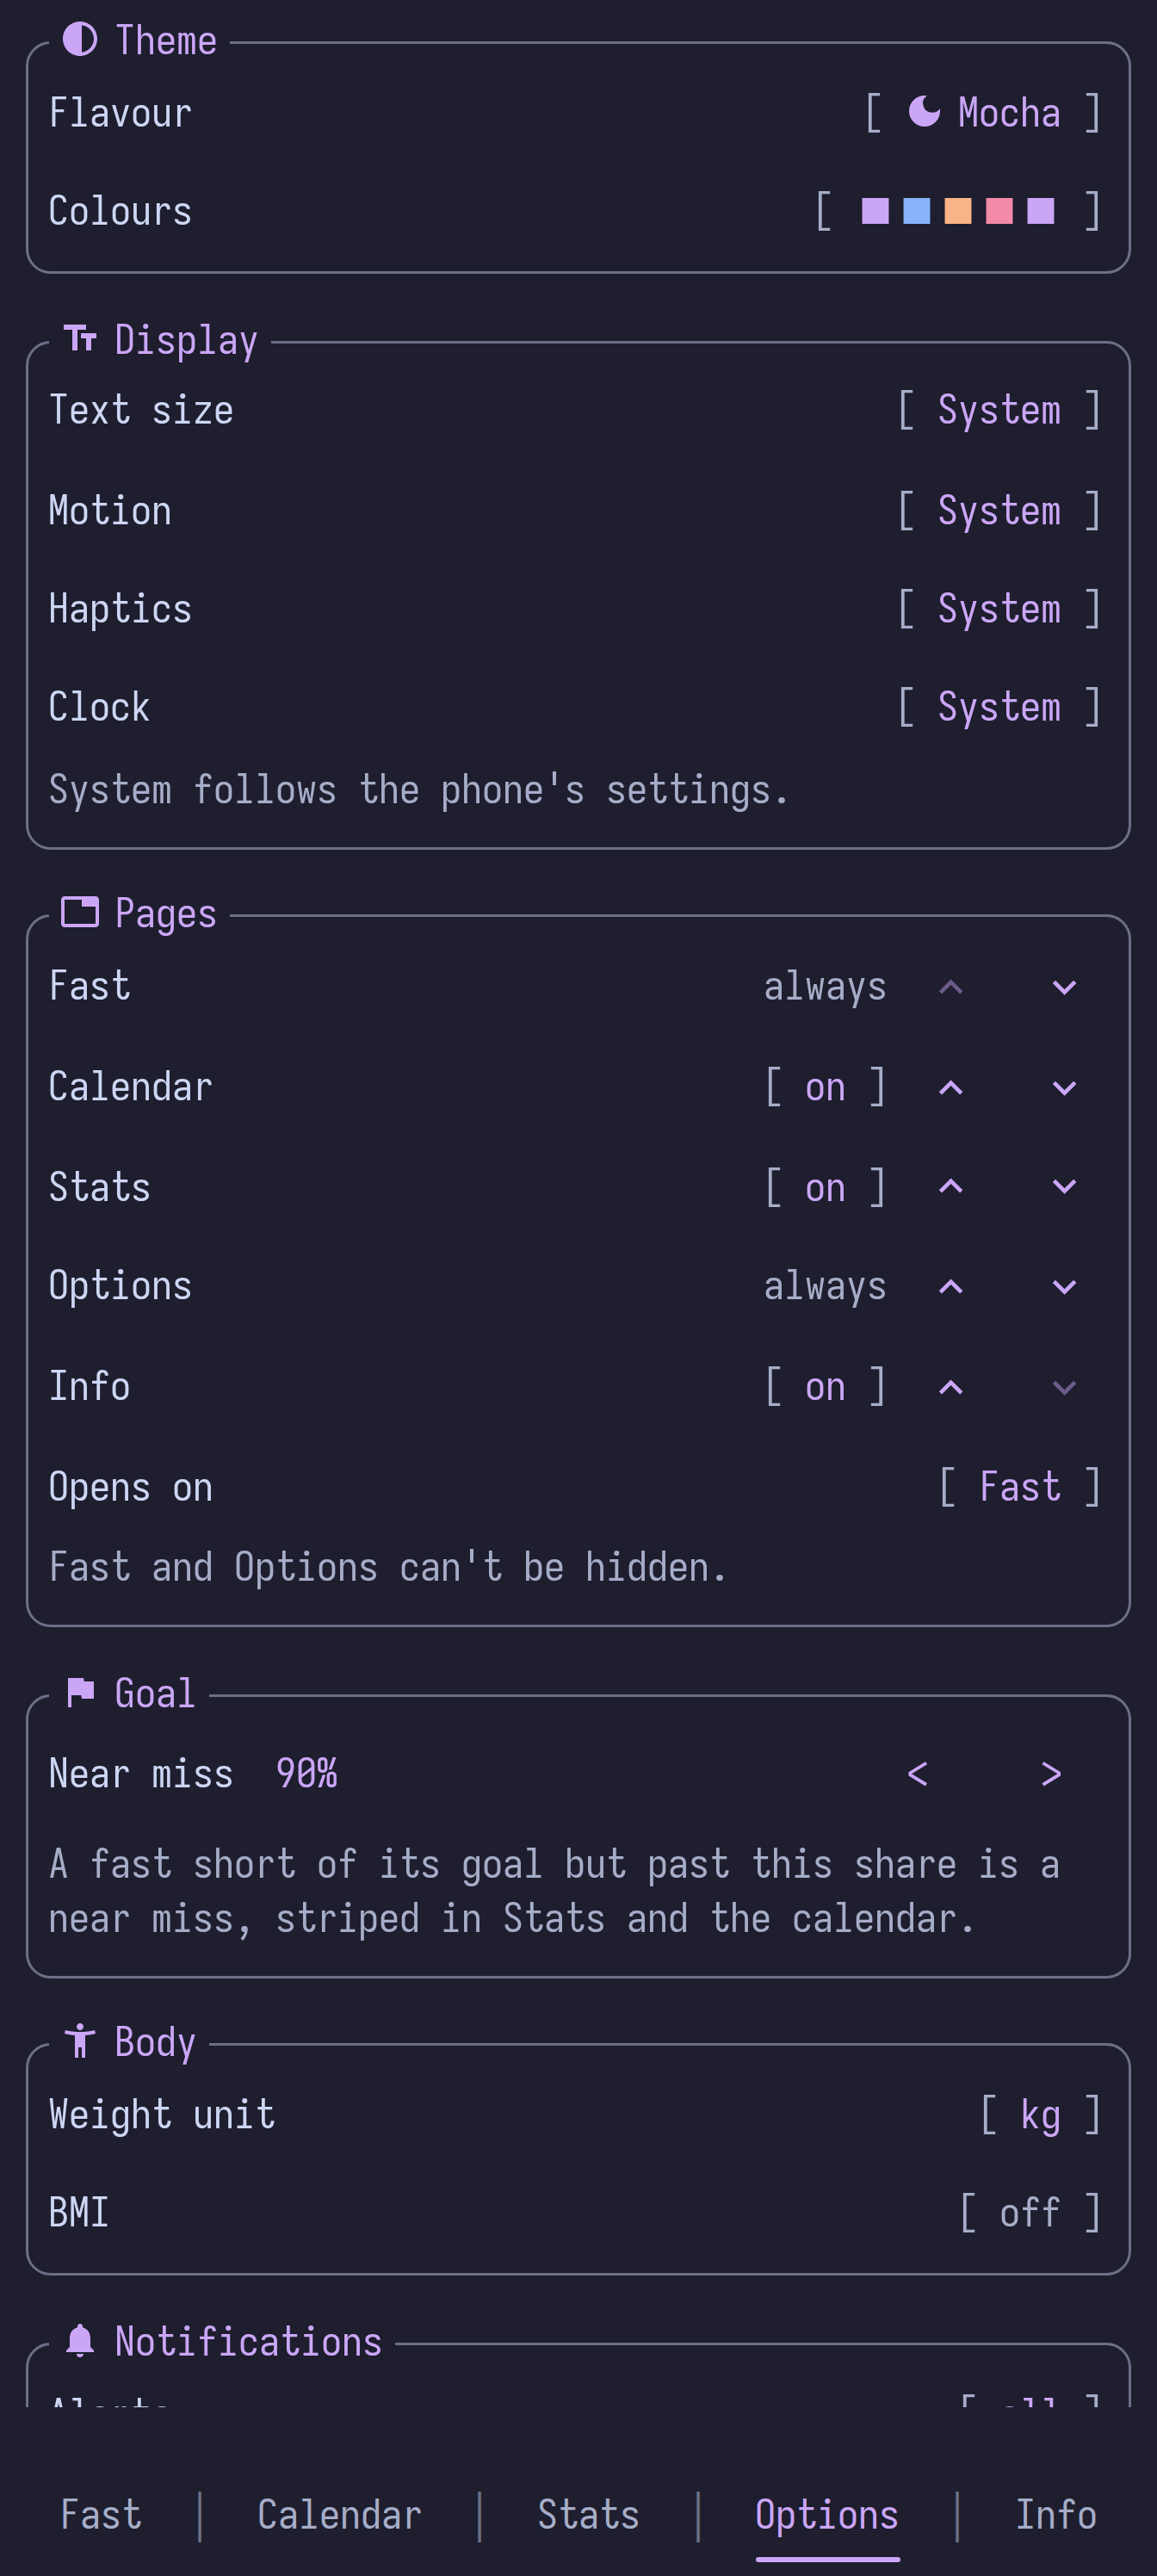 Theme
Flavour [ Mocha ]
Colours [ ]
Display
Text size [ System ]
Motion [ System ]
Haptics [ System ]
Clock [ System ]
System follows the phone's settings.
Pages
Fast always
Calendar [ on ]
Stats [ on ]
Options always
Info [ on ]
Opens on [ Fast ]
Fast and Options can't be hidden.
Goal
Near miss 90% < >
A fast short of its goal but past this share is a
near miss, striped in Stats and the calendar.
Body
Weight unit [ kg ]
BMI [ off ]
Notifications
Fast | Calendar | Stats | Options | Info